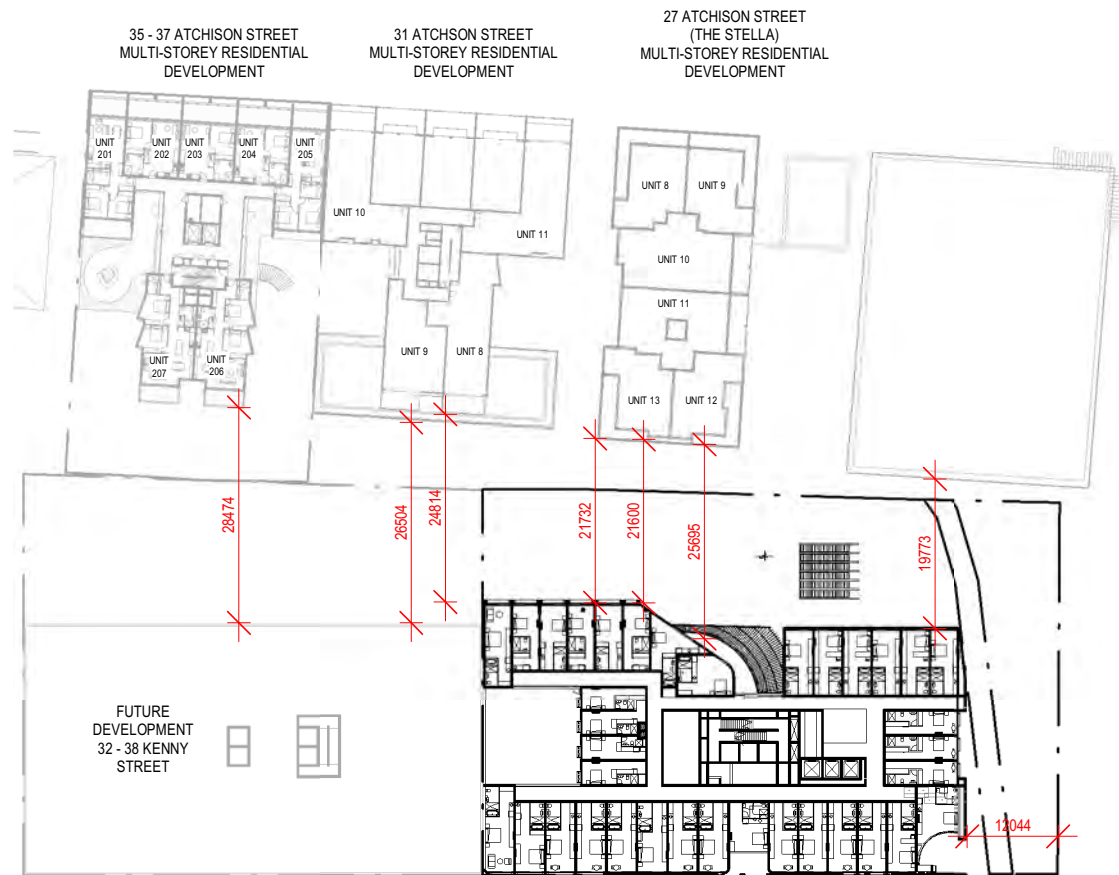 35 - 37 ATCHISON STREET
MULTI-STOREY RESIDENTIAL
DEVELOPMENT
31 ATCHSON STREET
MULTI-STOREY RESIDENTIAL
DEVELOPMENT
27 ATCHISON STREET
(THE STELLA)
MULTI-STOREY RESIDENTIAL
DEVELOPMENT
UNIT
201
UNIT
202
UNIT
203
UNIT
204
UNIT
205
UNIT 10
UNIT 11
UNIT 9
UNIT 8
UNIT
207
UNIT
206
UNIT 8
UNIT 9
UNIT 10
UNIT 11
UNIT 13
UNIT 12
28474
26504
24814
21732
21600
25695
19773
FUTURE
DEVELOPMENT
32 - 38 KENNY
STREET
12044